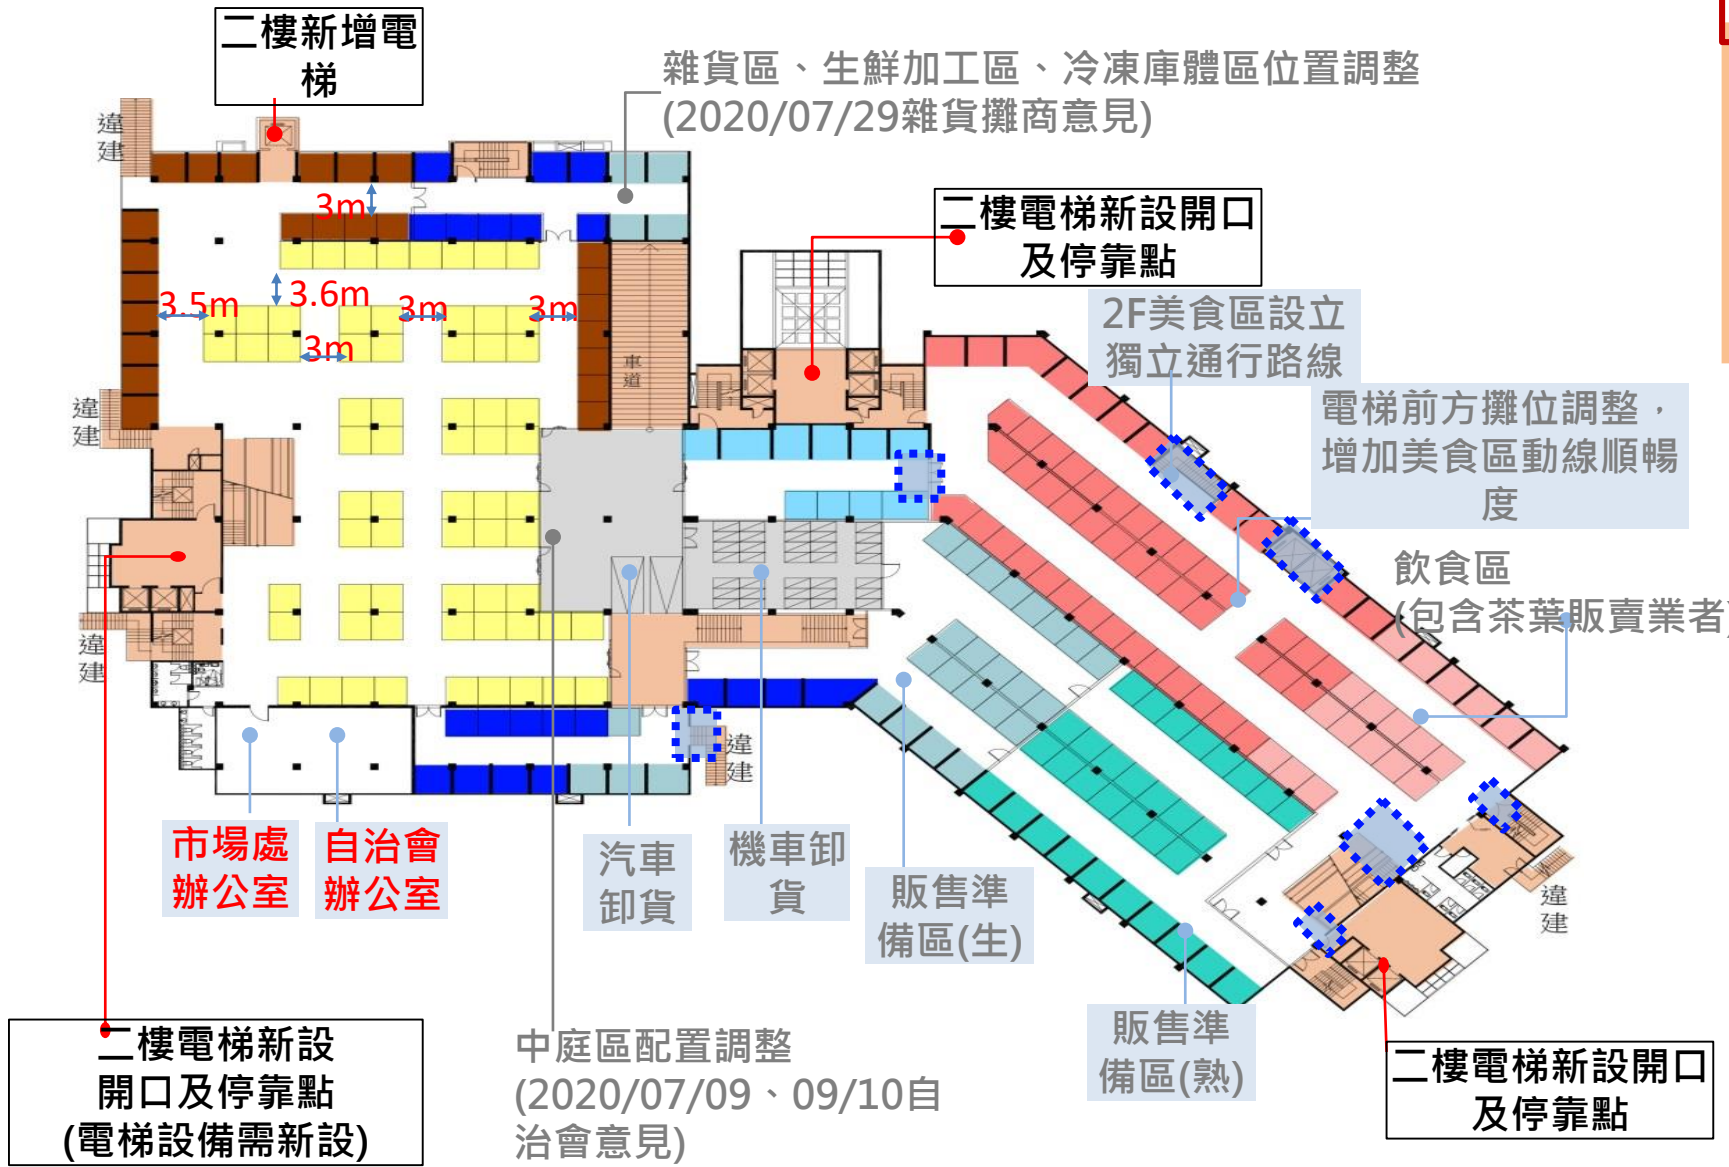 二樓新增電
梯
雜貨區、生鮮加工區、冷凍庫體區位置調整
(2020/07/29雜貨攤商意見)
違
建
3m
二樓電梯新設開口
及停靠點
3.5m
3.6m
3m
3m
3m
車
道
2F美食區設立
獨立通行路線
電梯前方攤位調整，
增加美食區動線順暢
度
違
建
飲食區
(包含茶葉販賣業者)
違
建
違
建
市場處
辦公室
自治會
辦公室
汽車
卸貨
機車卸
貨
販售準
備區(生)
違
建
販售準
備區(熟)
二樓電梯新設
開口及停靠點
(電梯設備需新設)
中庭區配置調整
(2020/07/09、09/10自
治會意見)
二樓電梯新設開口
及停靠點